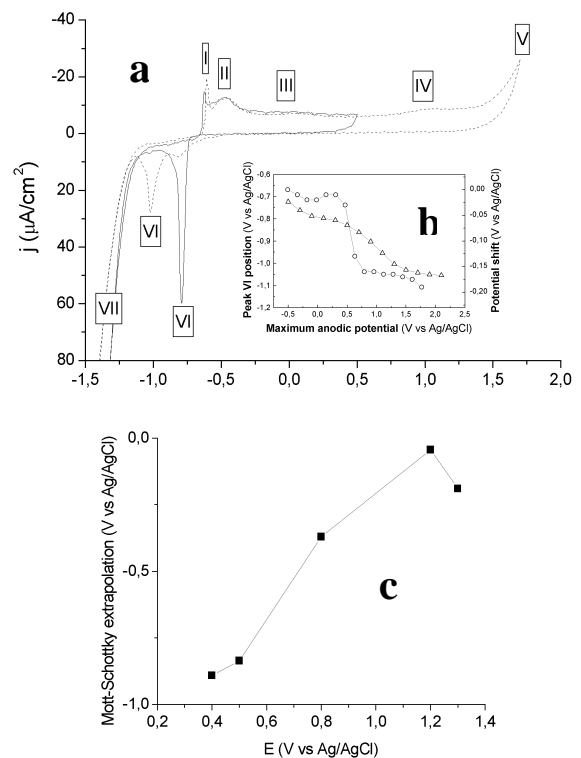 -40
-20
0
20
40
60
80
j (μA/cm²)
a
I
II
III
IV
V
VI
VI
VII
-1,5 -1,0 -0,5 0,0 0,5 1,0 1,5 2,0
-0,6
-0,7
-0,8
-0,9
-1,0
-1,1
-1,2
Peak VI position (V vs Ag/AgCl)
b
0,00
-0,05
-0,10
-0,15
-0,20
Potential shift (V vs Ag/AgCl)
-0,5 0,0 0,5 1,0 1,5 2,0 2,5
Maximum anodic potential (V vs Ag/AgCl)
0,0
-0,5
-1,0
Mott-Schottky extrapolation (V vs Ag/AgCl)
c
0,2 0,4 0,6 0,8 1,0 1,2 1,4
E (V vs Ag/AgCl)